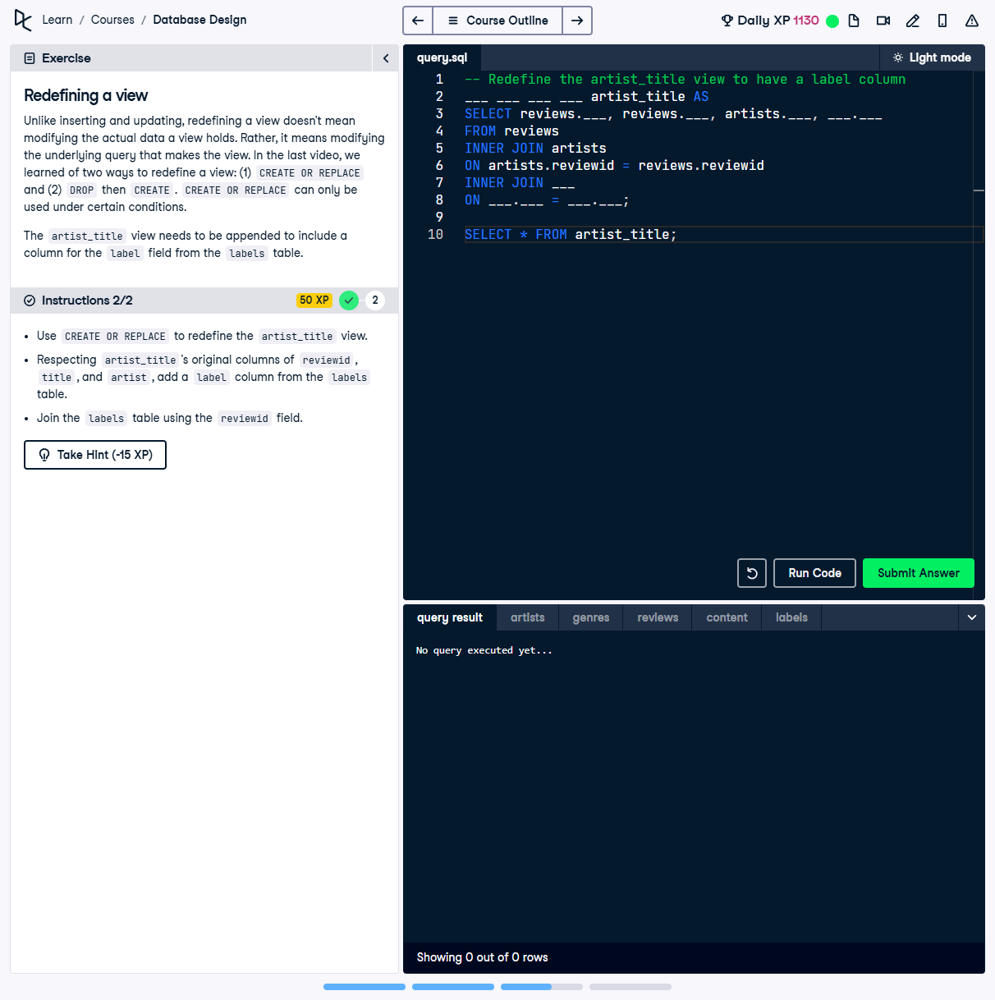 Learn / Courses / Database Design
Course Outline
Daily XP 1130
Exercise
Redefining a view
Unlike inserting and updating, redefining a view doesn't mean
modifying the actual data a view holds. Rather, it means modifying
the underlying query that makes the view. In the last video, we
learned of two ways to redefine a view: (1) CREATE OR REPLACE
and (2) DROP then CREATE. CREATE OR REPLACE can only be
used under certain conditions.
The artist_title view needs to be appended to include a
column for the label field from the labels table.
Instructions 2/2
50 XP
2
• Use CREATE OR REPLACE to redefine the artist_title view.
• Respecting artist_title's original columns of reviewid,
title, and artist, add a label column from the labels
table.
• Join the labels table using the reviewid field.
Take Hint (-15 XP)
query.sql
Light mode
1 -- Redefine the artist_title view to have a label column
2 ___ ___ ___ ___ artist_title AS
3 SELECT reviews.___, reviews.___, artists.___, ___.___
4 FROM reviews
5 INNER JOIN artists
6 ON artists.reviewid = reviews.reviewid
7 INNER JOIN ___
8 ON ___.___ = ___.___;
9
10 SELECT * FROM artist_title;
Run Code
Submit Answer
query result
artists
genres
reviews
content
labels
No query executed yet...
Showing 0 out of 0 rows